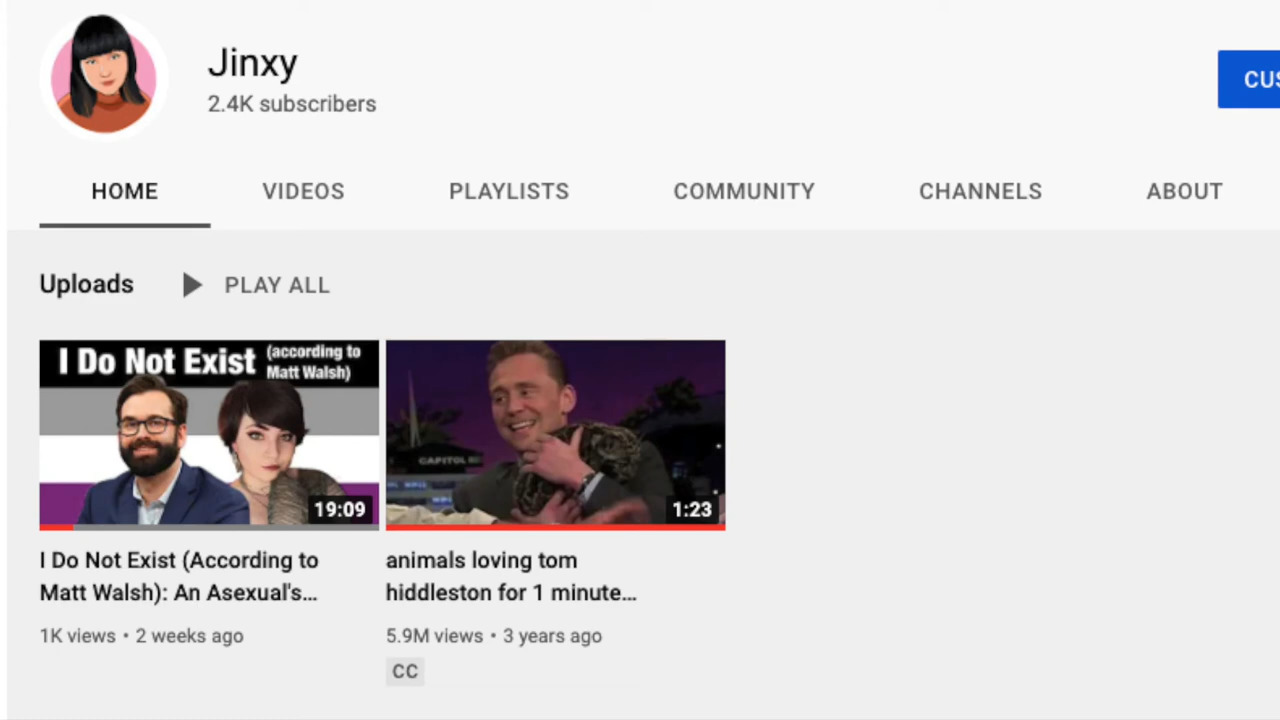 Jinxy
2.4K subscribers
CUS
HOME VIDEOS PLAYLISTS COMMUNITY CHANNELS ABOUT
Uploads PLAY ALL
I Do Not Exist (according to
Matt Walsh)
CAPITOL
19:09
1:23
I Do Not Exist (According to
Matt Walsh): An Asexual's...
1K views • 2 weeks ago
animals loving tom
hiddleston for 1 minute...
5.9M views • 3 years ago
CC